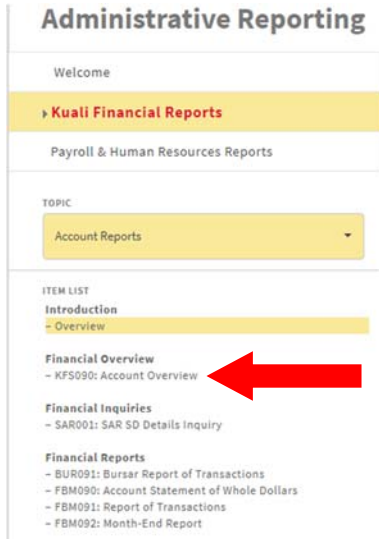 Administrative Reporting
Welcome
Kuali Financial Reports
Payroll & Human Resources Reports
TOPIC
Account Reports
ITEM LIST
Introduction
– Overview
Financial Overview
– KFS090: Account Overview
Financial Inquiries
– SAR001: SAR SD Details Inquiry
Financial Reports
– BUR091: Bursar Report of Transactions
– FBM090: Account Statement of Whole Dollars
– FBM091: Report of Transactions
– FBM092: Month-End Report